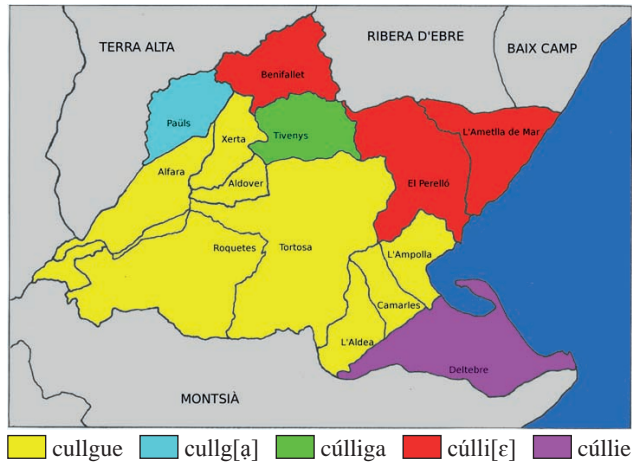 TERRA ALTA
RIBERA D'EBRE
BAIX CAMP
Benifallet
Paüls
Xerta
Tivenys
L'Ametlla de Mar
Alfara
Aldover
El Perelló
Roquetes
Tortosa
L'Ampolla
Camarles
L'Aldea
Deltebre
MONTSIÀ
cullgue cullg[ạ] cúlliga cúlli[ɛ] cúllie